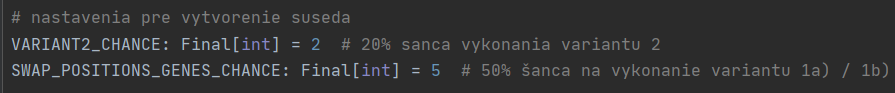 # nastavenia pre vytvorenie suseda
VARIANT2_CHANCE: Final[int] = 2  # 20% sanca vykonania variantu 2
SWAP_POSITIONS_GENES_CHANCE: Final[int] = 5  # 50% šanca na vykonanie variantu 1a) / 1b)